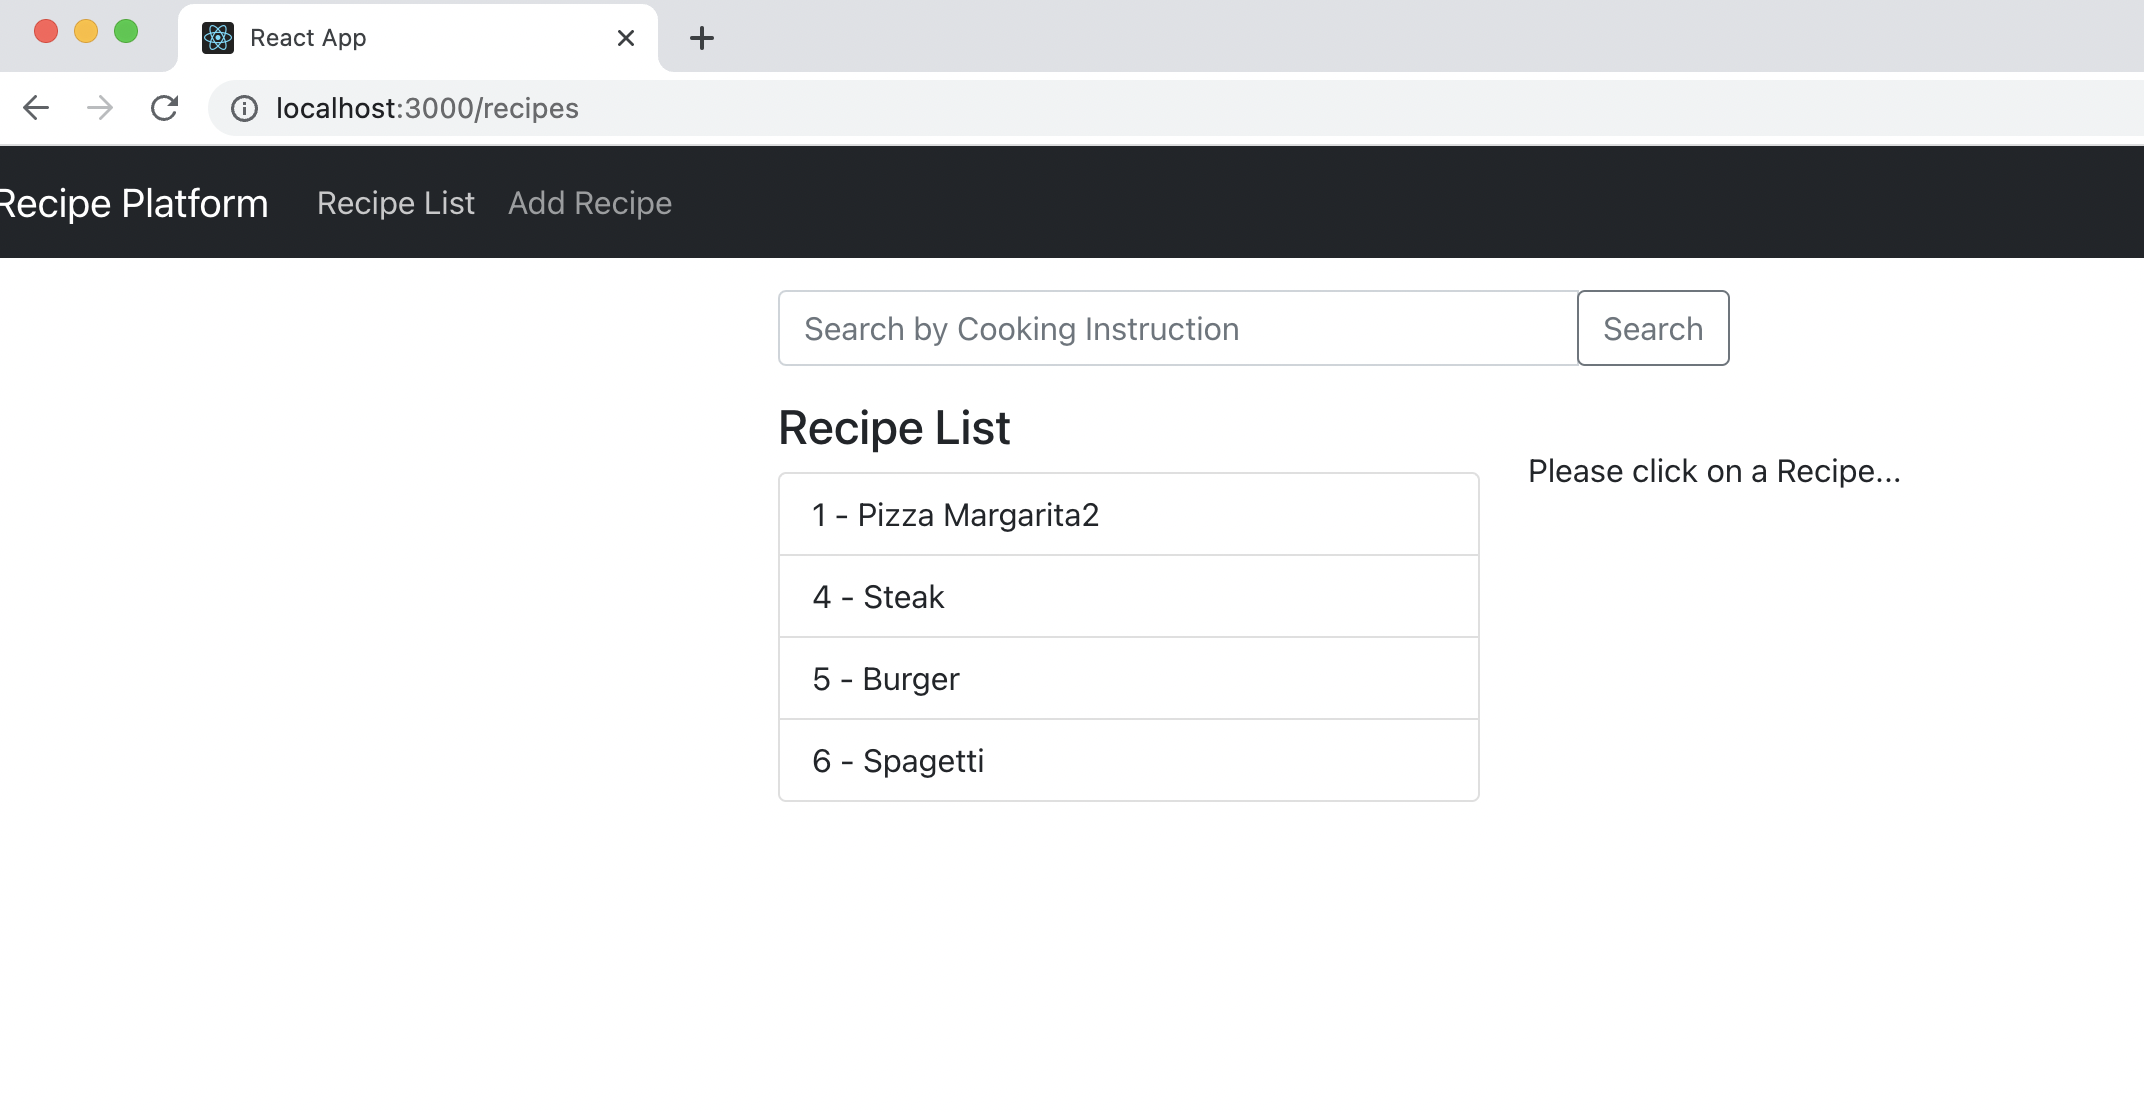 React App
localhost:3000/recipes
Recipe Platform Recipe List Add Recipe
Search by Cooking Instruction Search
Recipe List
Please click on a Recipe...
1 - Pizza Margarita2
4 - Steak
5 - Burger
6 - Spagetti